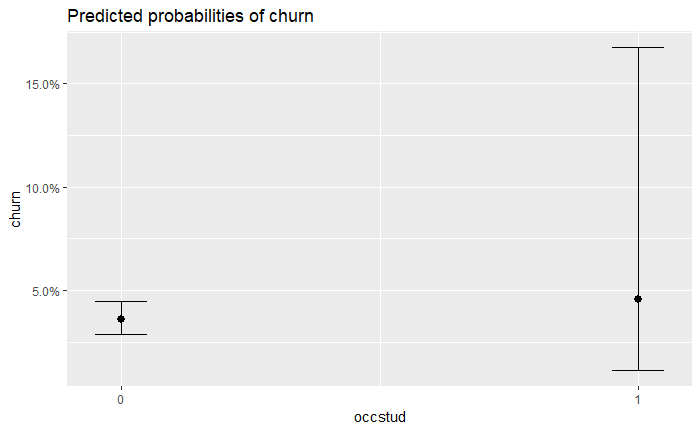 Predicted probabilities of churn
15.0%
10.0%
5.0%
churn
0
1
occstud